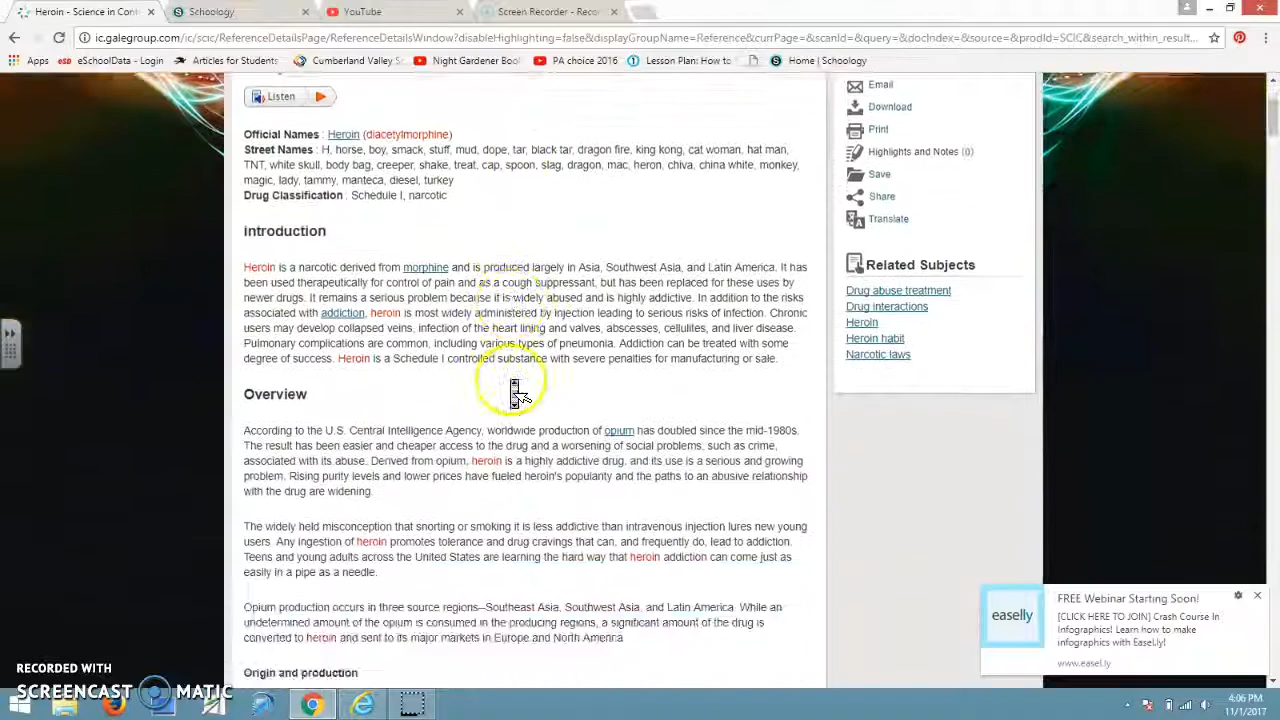 Heroin - Science in Cont
Schoology
YouTube
Screen Recorder - Reco
ic.galegroup.com/ic/scic/ReferenceDetailsPage/ReferenceDetailsWindow?disableHighlighting=false&displayGroupName=Reference&currPage=&scanId=&query=&docIndex=&source=&prodId=SCIC&search_within_result...
Apps
eSchoolData - Login
Articles for Students
Cumberland Valley S
Night Gardener Boo
PA choice 2016
Lesson Plan: How to
Home | Schoology
Listen
Official Names : Heroin (diacetylmorphine)
Street Names : H, horse, boy, smack, stuff, mud, dope, tar, black tar, dragon fire, king kong, cat woman, hat man,
TNT, white skull, body bag, creeper, shake, treat, cap, spoon, slag, dragon, mac, heron, chiva, china white, monkey,
magic, lady, tammy, manteca, diesel, turkey
Drug Classification : Schedule I, narcotic
Introduction
Heroin is a narcotic derived from morphine and is produced largely in Asia, Southwest Asia, and Latin America. It has
been used therapeutically for control of pain and as a cough suppressant, but has been replaced for these uses by
newer drugs. It remains a serious problem because it is widely abused and is highly addictive. In addition to the risks
associated with addiction, heroin is most widely administered by injection leading to serious risks of infection. Chronic
users may develop collapsed veins, infection of the heart lining and valves, abscesses, cellulites, and liver disease.
Pulmonary complications are common, including various types of pneumonia. Addiction can be treated with some
degree of success. Heroin is a Schedule I controlled substance with severe penalties for manufacturing or sale.
Overview
According to the U.S. Central Intelligence Agency, worldwide production of opium has doubled since the mid-1980s.
The result has been easier and cheaper access to the drug and a worsening of social problems, such as crime,
associated with its abuse. Derived from opium, heroin is a highly addictive drug, and its use is a serious and growing
problem. Rising purity levels and lower prices have fueled heroin's popularity and the paths to an abusive relationship
with the drug are widening.
The widely held misconception that snorting or smoking it is less addictive than intravenous injection lures new young
users. Any ingestion of heroin promotes tolerance and drug cravings that can, and frequently do, lead to addiction.
Teens and young adults across the United States are learning the hard way that heroin addiction can come just as
easily in a pipe as a needle.
Opium production occurs in three source regions—Southeast Asia, Southwest Asia, and Latin America. While an
undetermined amount of the opium is consumed in the producing regions, a significant amount of the drug is
converted to heroin and sent to its major markets in Europe and North America
Origin and production
Email
Download
Print
Highlights and Notes (0)
Save
Share
Translate
Related Subjects
Drug abuse treatment
Drug interactions
Heroin
Heroin habit
Narcotic laws
easelly
FREE Webinar Starting Soon!
[CLICK HERE TO JOIN] Crash Course In
Infographics! Learn how to make
infographics with Easel.ly!
www.easel.ly
RECORDED WITH
SCREENCAST MATIC
4:06 PM
11/1/2017